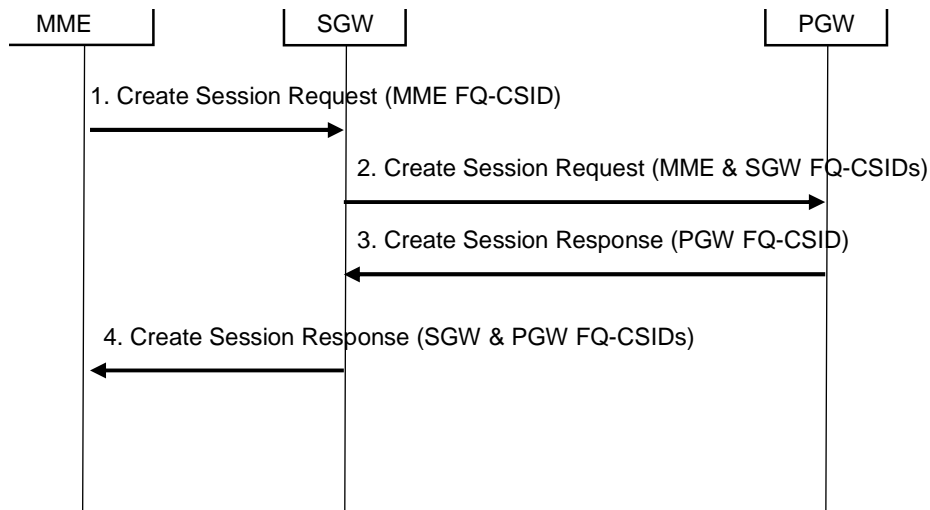 MME
SGW
PGW
1. Create Session Request (MME FQ-CSID)
2. Create Session Request (MME & SGW FQ-CSIDs)
3. Create Session Response (PGW FQ-CSID)
4. Create Session Response (SGW & PGW FQ-CSIDs)